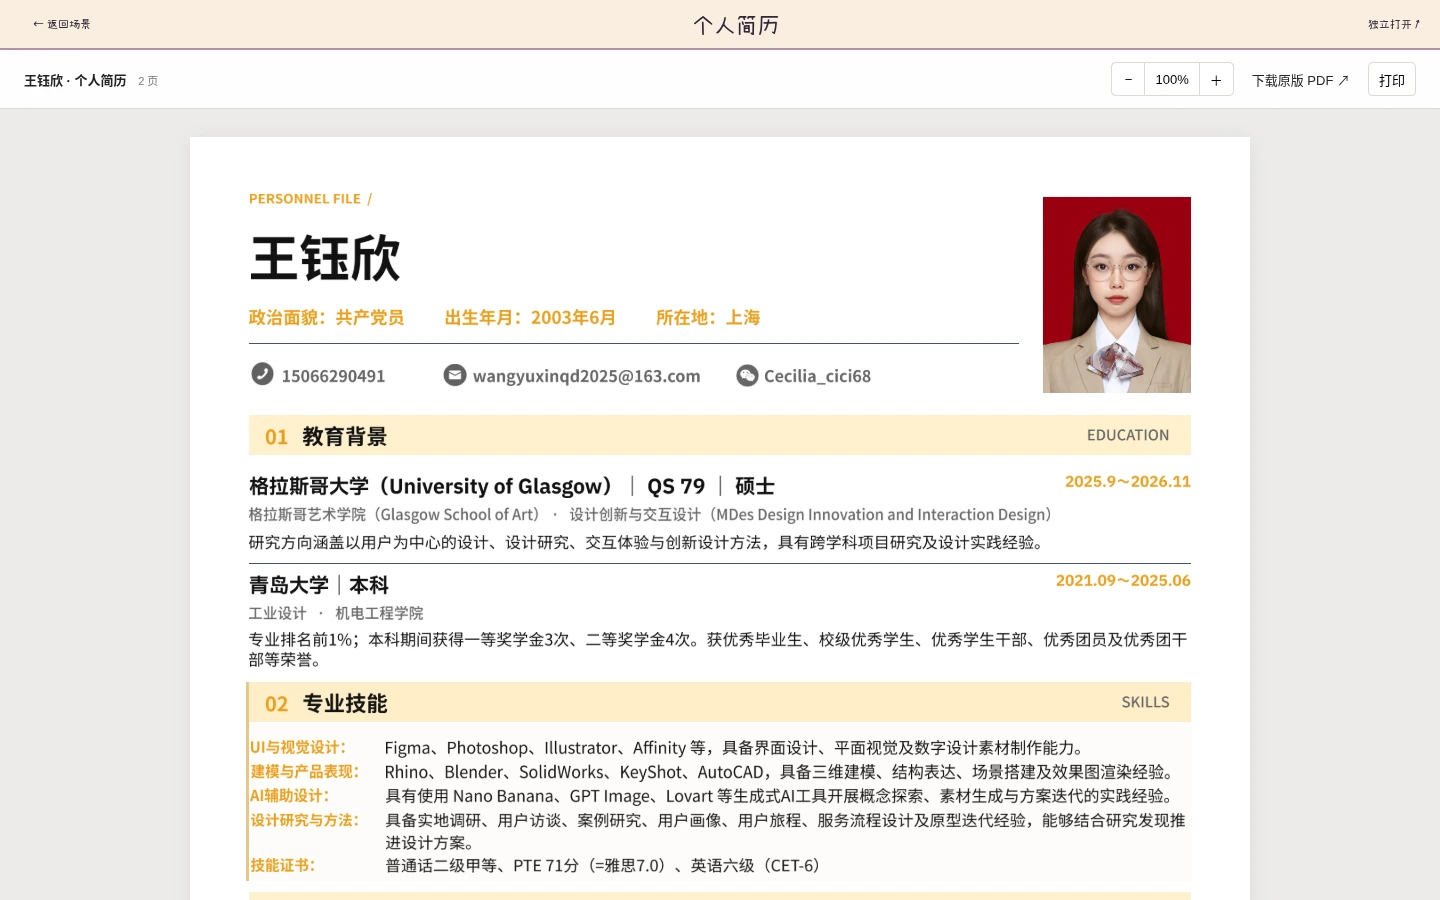 ← 返回场景
个人简历
独立打开 ↗
王钰欣 · 个人简历 2 页
− 100% +
下载原版 PDF ↗
打印
PERSONNEL FILE /
王钰欣
政治面貌：共产党员 出生年月：2003年6月 所在地：上海
15066290491 wangyuxinqd2025@163.com Cecilia_cici68
01 教育背景 EDUCATION
格拉斯哥大学（University of Glasgow）｜ QS 79 ｜ 硕士 2025.9～2026.11
格拉斯哥艺术学院（Glasgow School of Art） · 设计创新与交互设计（MDes Design Innovation and Interaction Design）
研究方向涵盖以用户为中心的设计、设计研究、交互体验与创新设计方法，具有跨学科项目研究及设计实践经验。
青岛大学｜本科 2021.09～2025.06
工业设计 · 机电工程学院
专业排名前1%；本科期间获得一等奖学金3次、二等奖学金4次。获优秀毕业生、校级优秀学生、优秀学生干部、优秀团员及优秀团干
部等荣誉。
02 专业技能 SKILLS
UI与视觉设计： Figma、Photoshop、Illustrator、Affinity 等，具备界面设计、平面视觉及数字设计素材制作能力。
建模与产品表现： Rhino、Blender、SolidWorks、KeyShot、AutoCAD，具备三维建模、结构表达、场景搭建及效果图渲染经验。
AI辅助设计： 具有使用 Nano Banana、GPT Image、Lovart 等生成式AI工具开展概念探索、素材生成与方案迭代的实践经验。
设计研究与方法： 具备实地调研、用户访谈、案例研究、用户画像、用户旅程、服务流程设计及原型迭代经验，能够结合研究发现推
进设计方案。
技能证书： 普通话二级甲等、PTE 71分（=雅思7.0）、英语六级（CET-6）